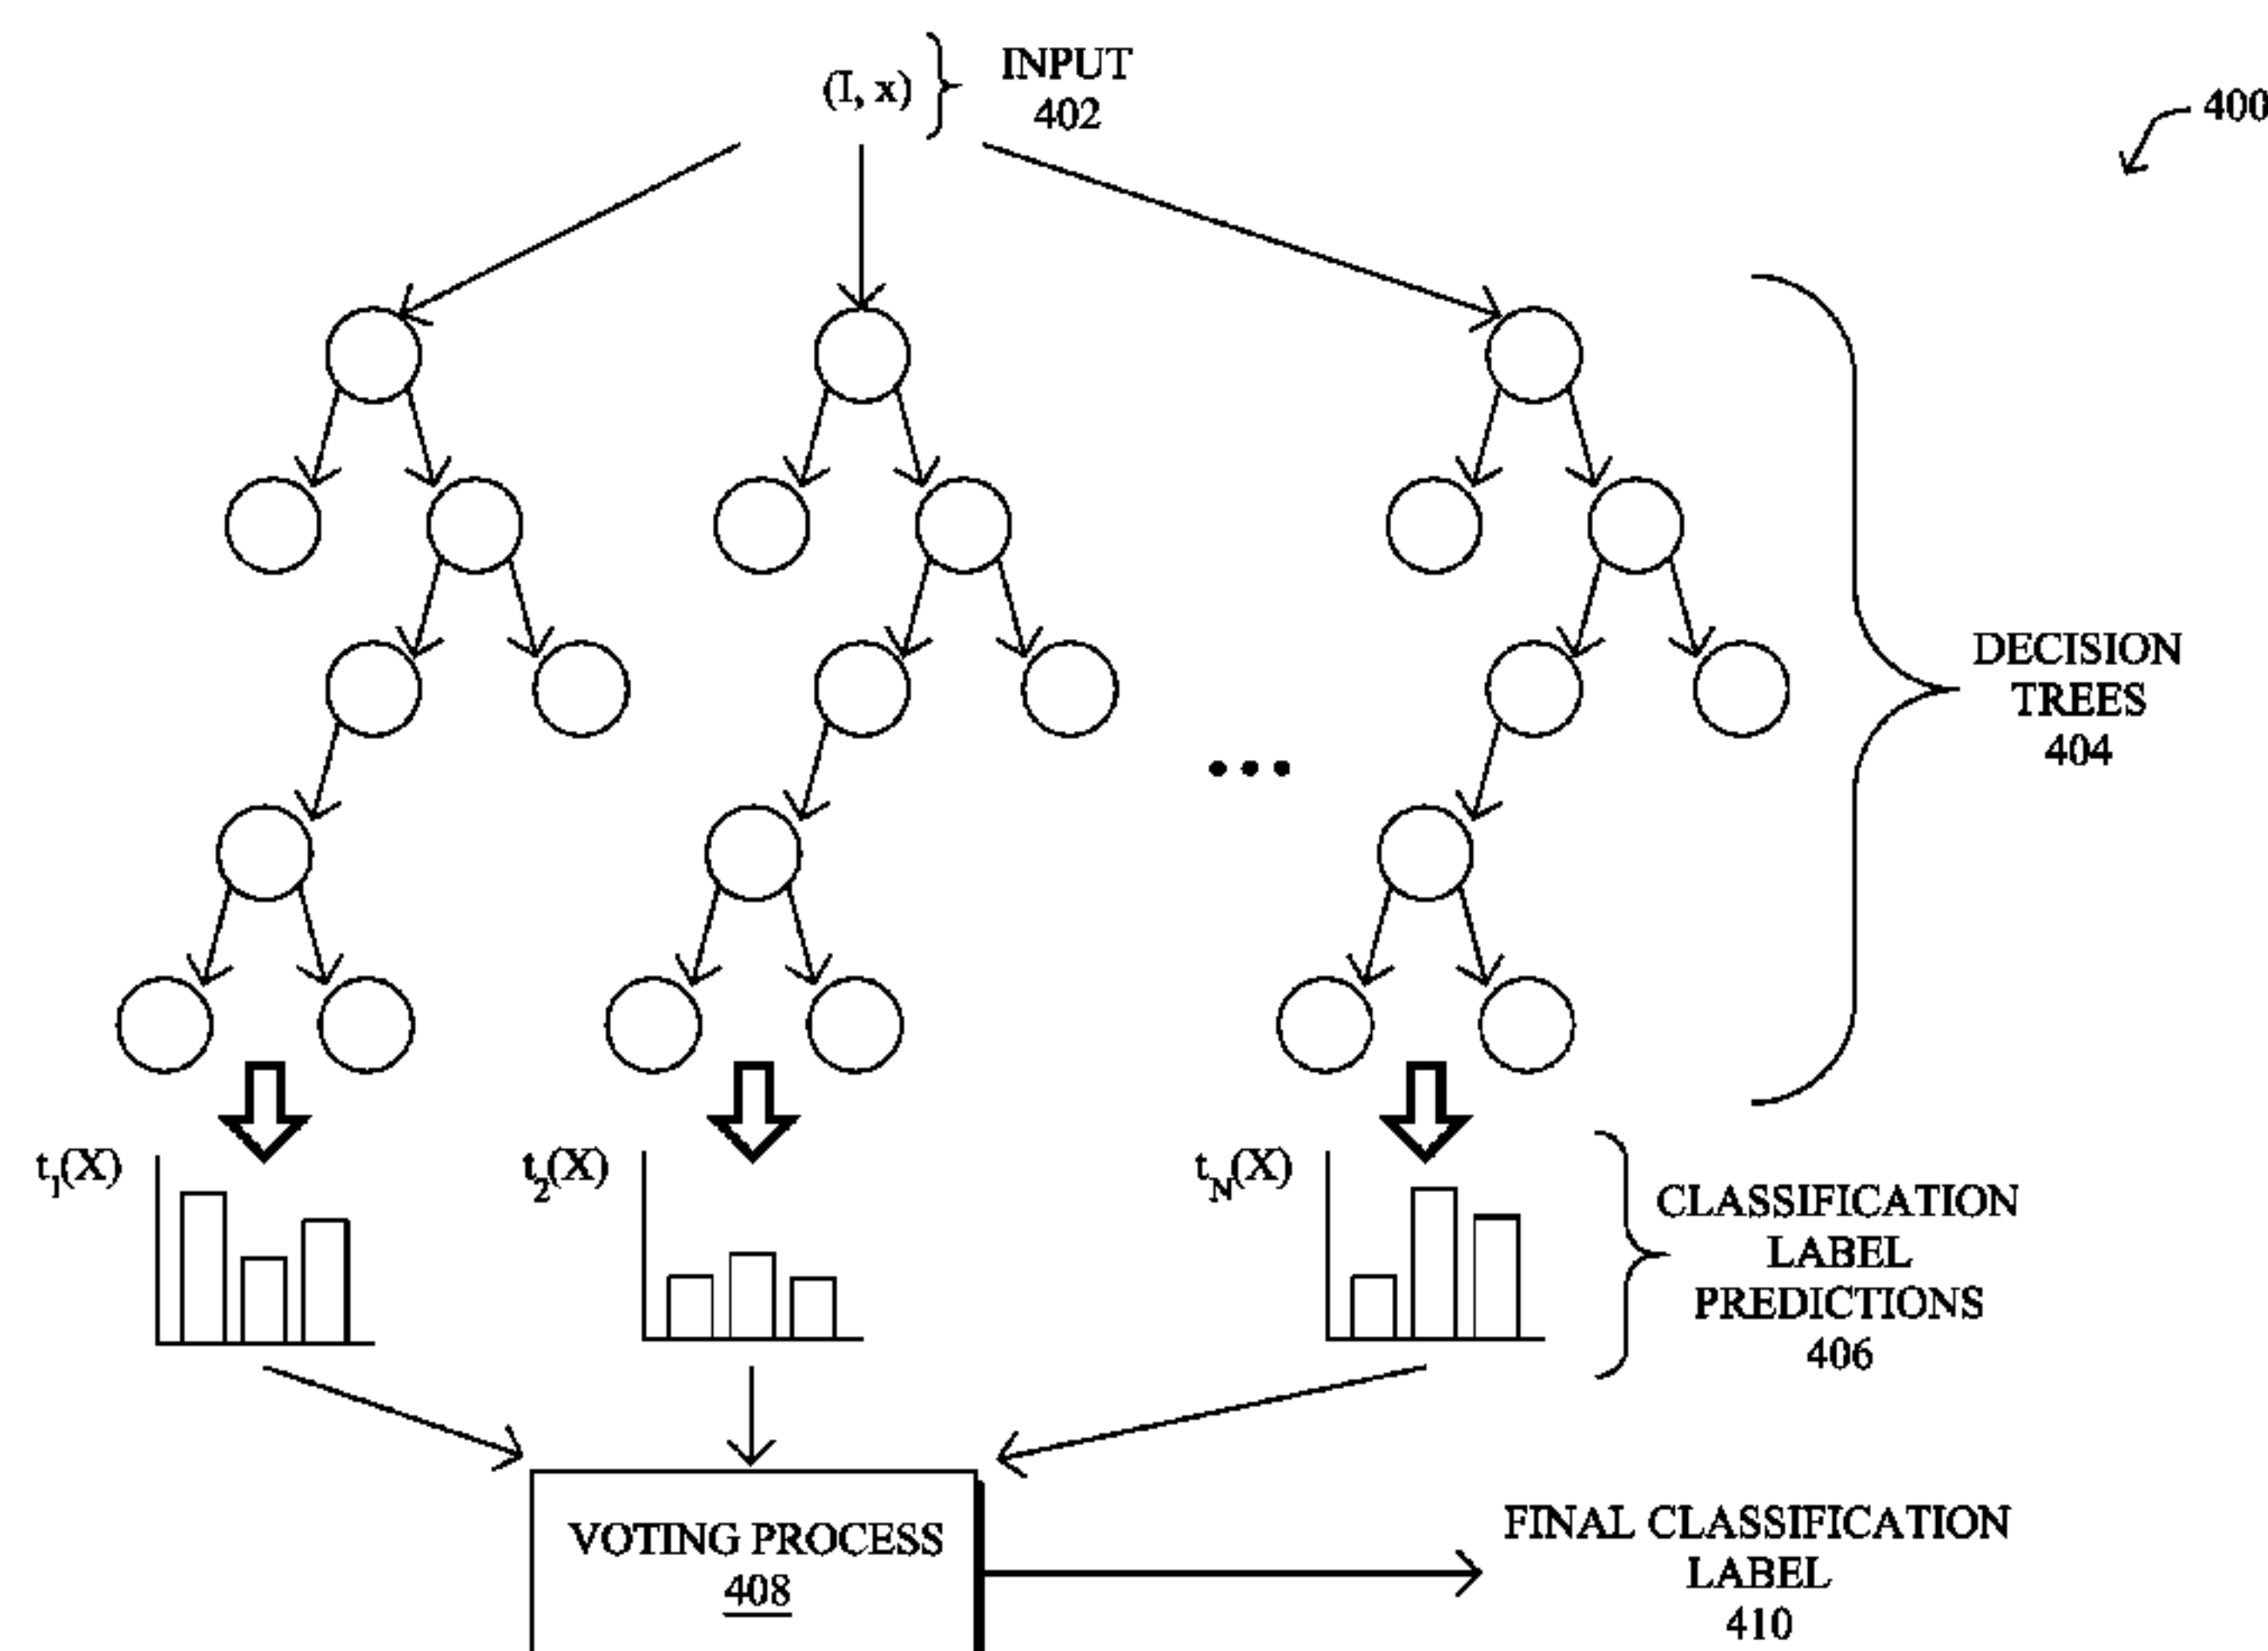 (I, x)
INPUT
402
400
DECISION
TREES
404
t1(X)
t2(X)
tN(X)
CLASSIFICATION
LABEL
PREDICTIONS
406
VOTING PROCESS
408
FINAL CLASSIFICATION
LABEL
410